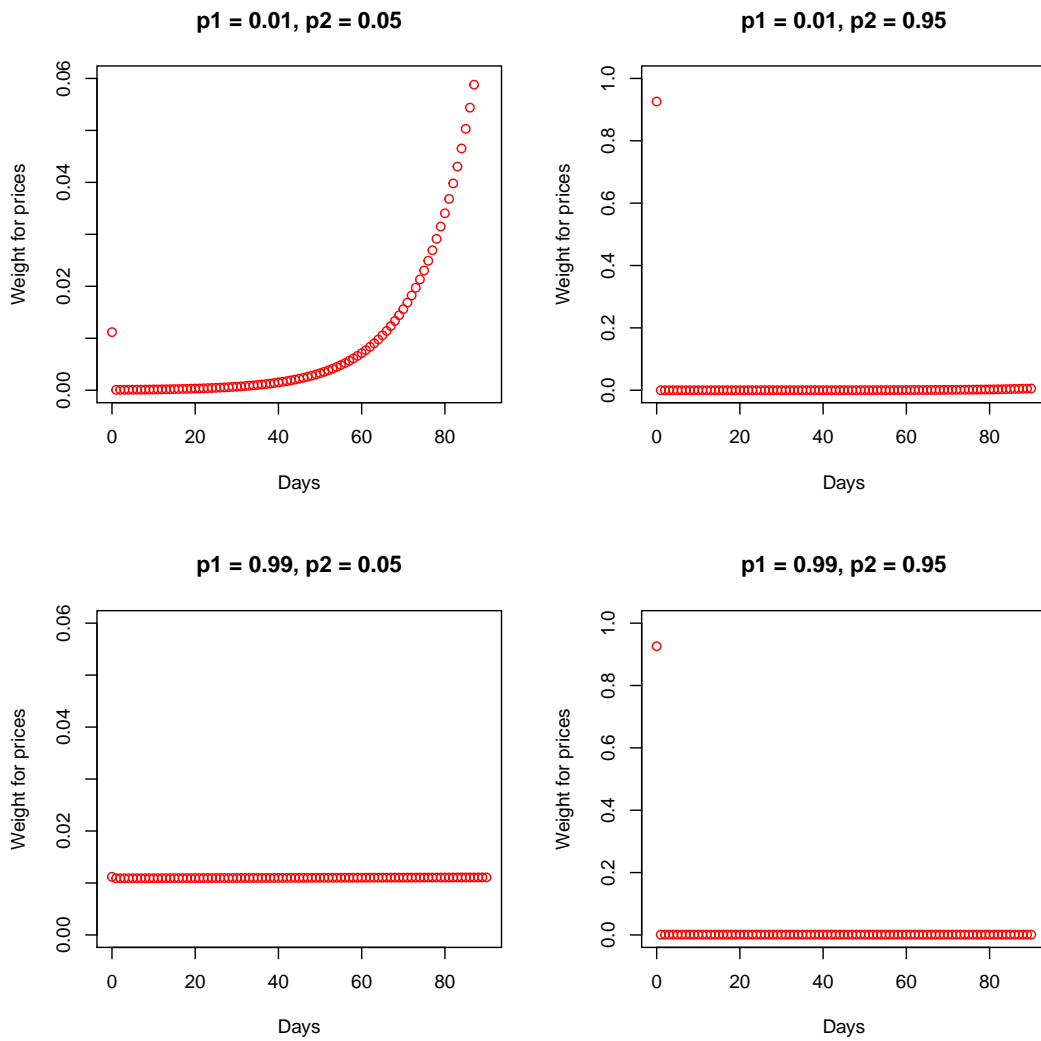 p1 = 0.01, p2 = 0.05
Weight for prices
0.06
0.04
0.02
0.00
0 20 40 60 80
Days
p1 = 0.01, p2 = 0.95
Weight for prices
1.0
0.8
0.6
0.4
0.2
0.0
0 20 40 60 80
Days
p1 = 0.99, p2 = 0.05
Weight for prices
0.06
0.04
0.02
0.00
0 20 40 60 80
Days
p1 = 0.99, p2 = 0.95
Weight for prices
1.0
0.8
0.6
0.4
0.2
0.0
0 20 40 60 80
Days